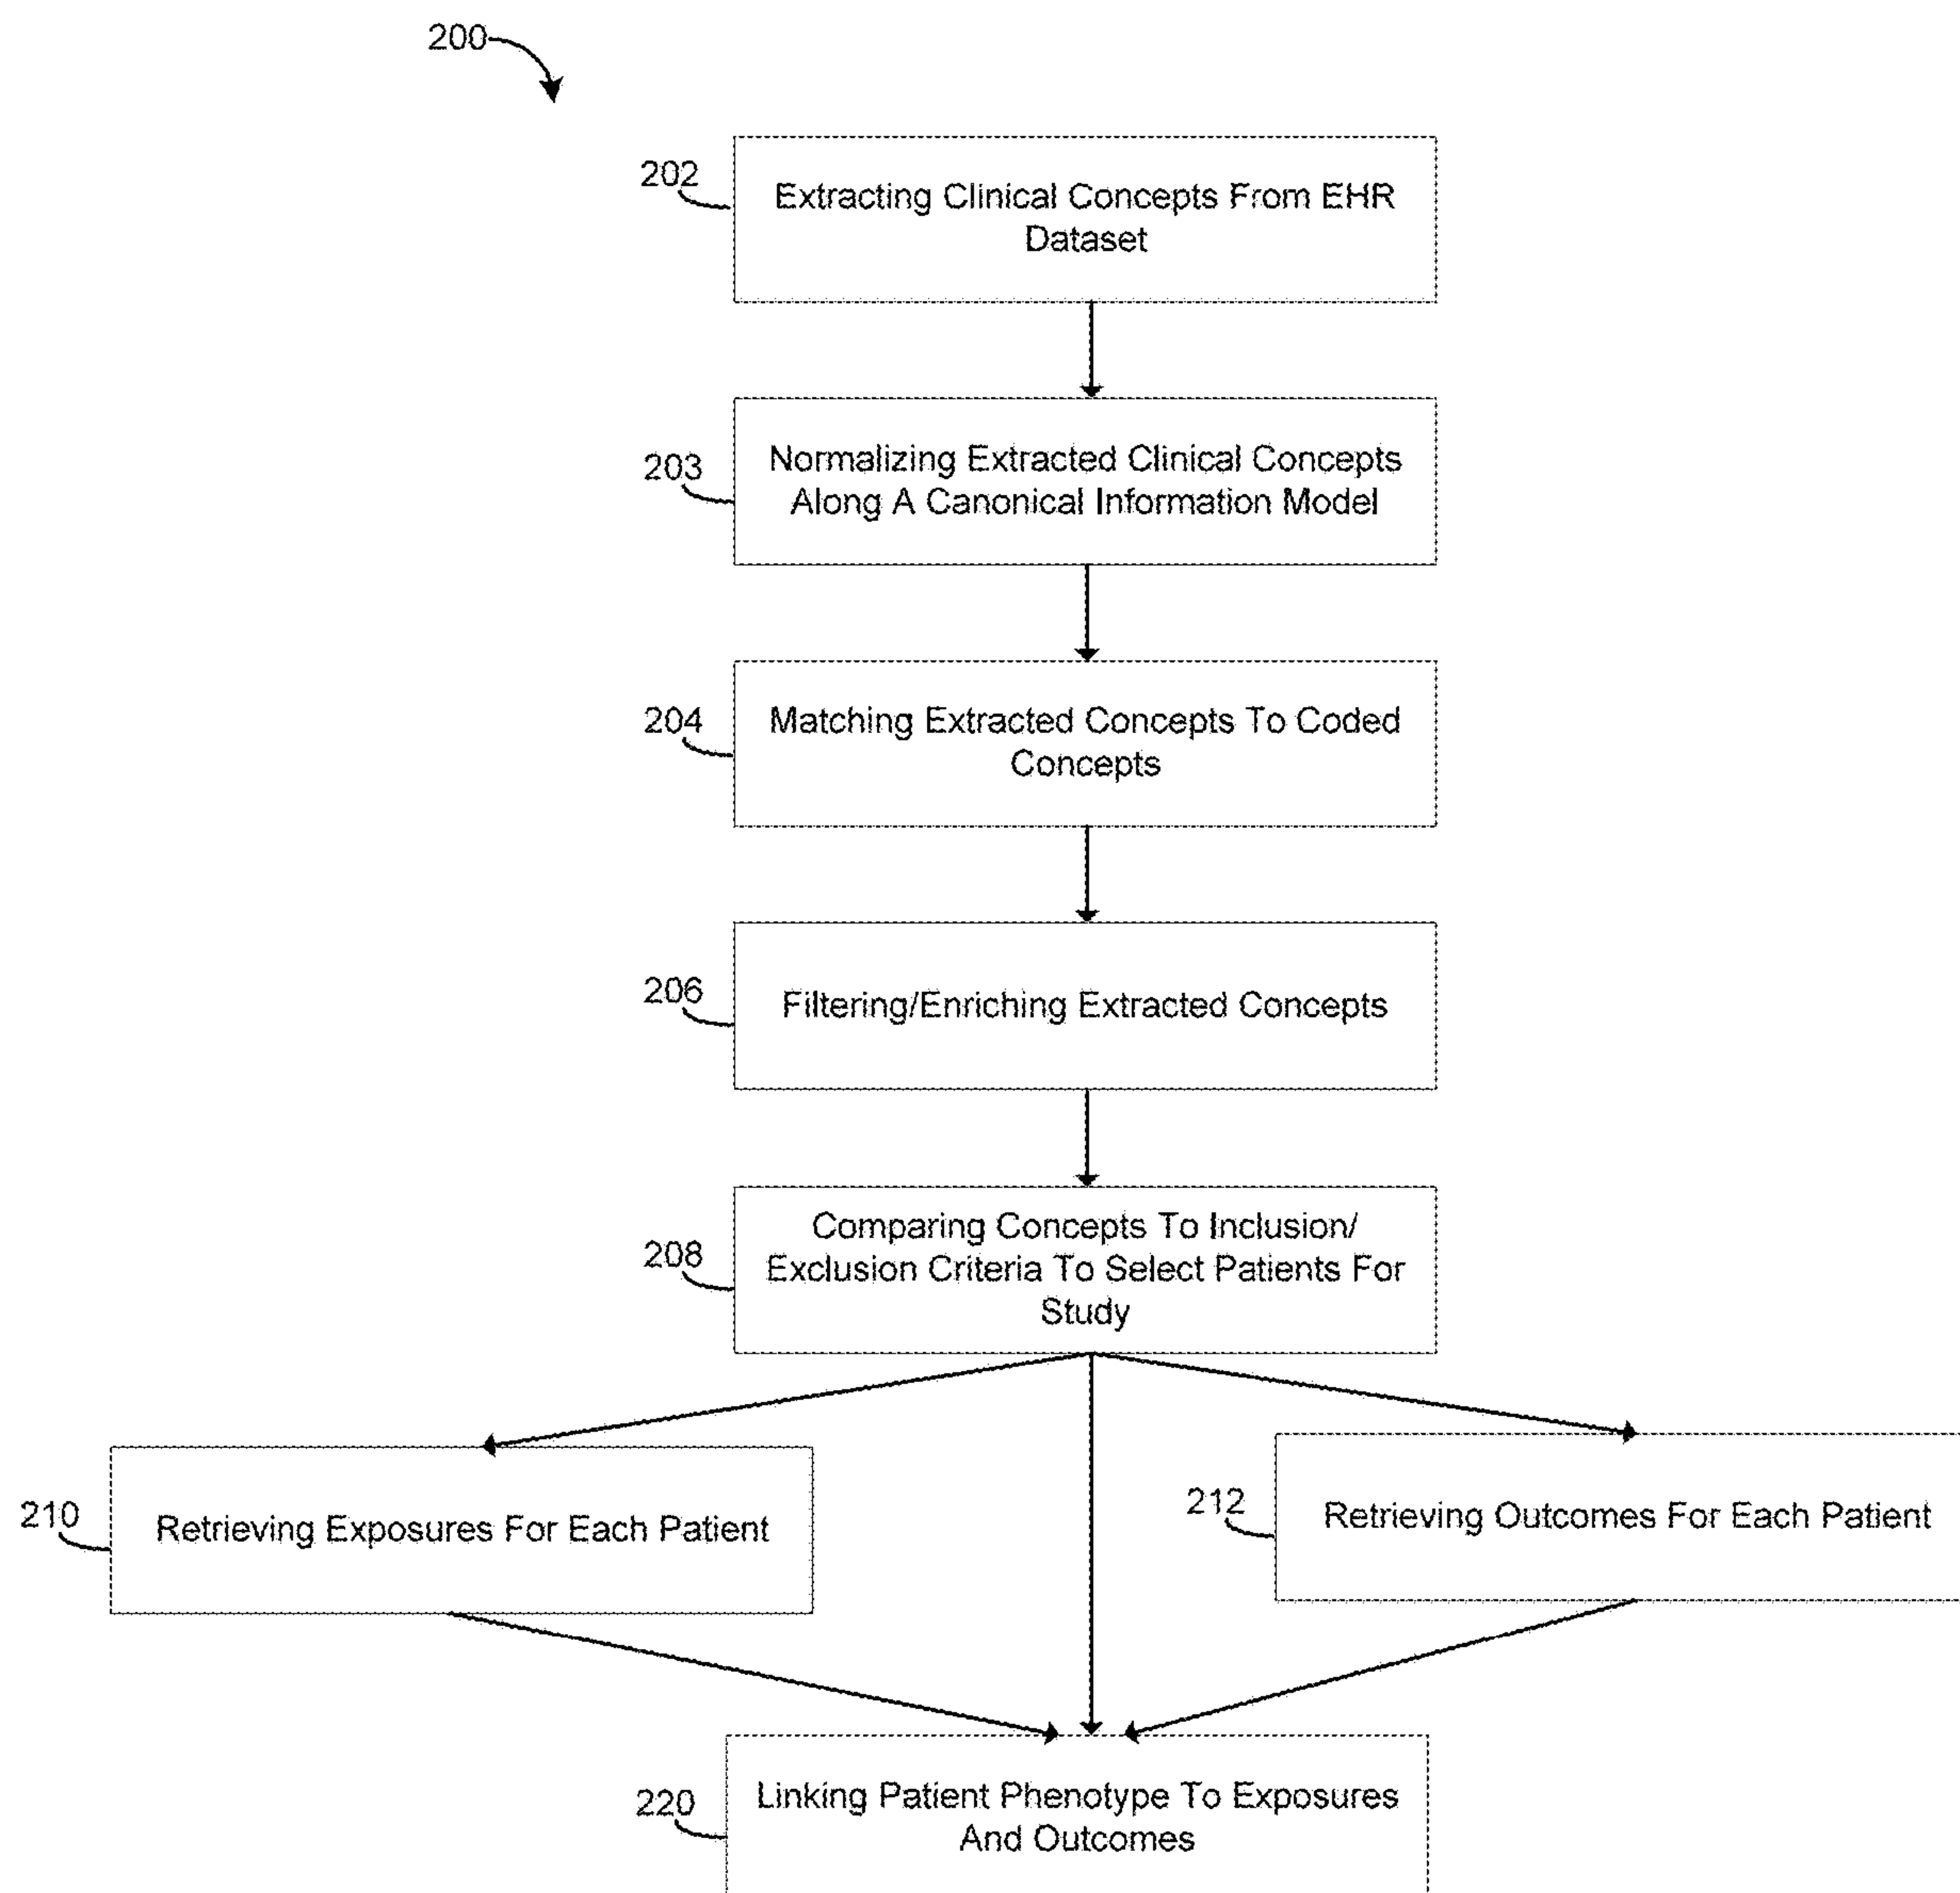 200
202
Extracting Clinical Concepts From EHR
Dataset
203
Normalizing Extracted Clinical Concepts
Along A Canonical Information Model
204
Matching Extracted Concepts To Coded
Concepts
206
Filtering/Enriching Extracted Concepts
208
Comparing Concepts To Inclusion/
Exclusion Criteria To Select Patients For
Study
210
Retrieving Exposures For Each Patient
212
Retrieving Outcomes For Each Patient
220
Linking Patient Phenotype To Exposures
And Outcomes